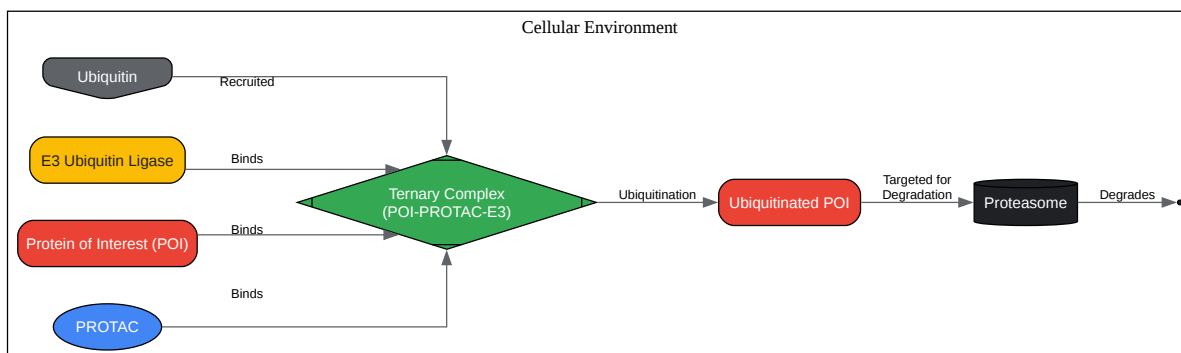 Cellular Environment
Ubiquitin
Recruited
E3 Ubiquitin Ligase
Binds
Protein of Interest (POI)
Binds
PROTAC
Binds
Ternary Complex
(POI-PROTAC-E3)
Ubiquitination
Ubiquitinated POI
Targeted for
Degradation
Proteasome
Degrades